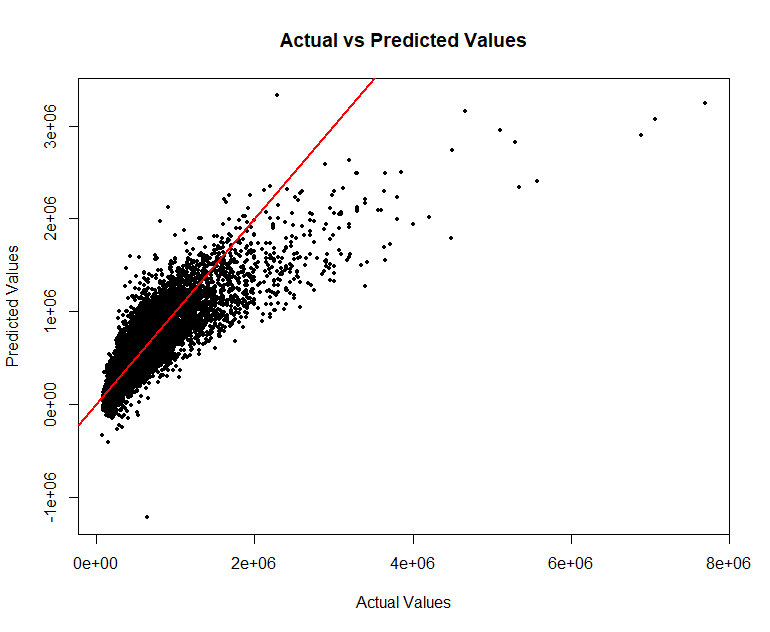 Actual vs Predicted Values
Predicted Values
3e+06
2e+06
1e+06
0e+00
-1e+06
0e+00 2e+06 4e+06 6e+06 8e+06
Actual Values